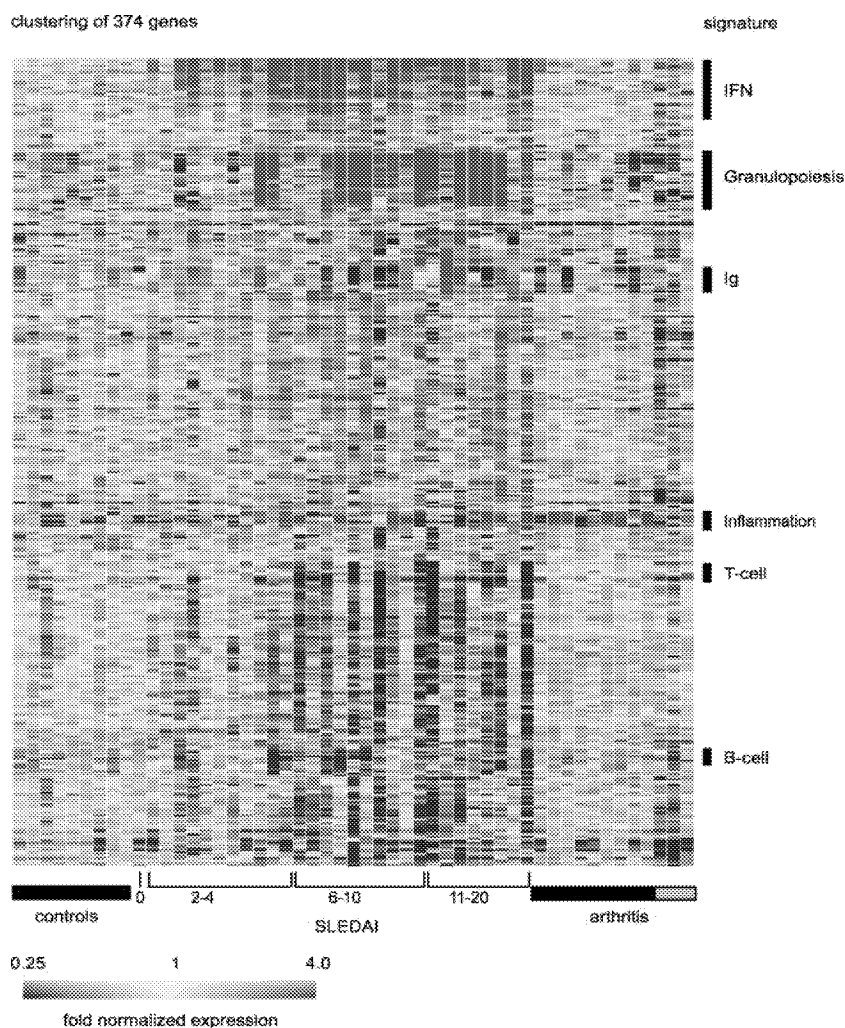 clustering of 374 genes
signature
IFN
Granulopoiesis
Ig
Inflammation
T-cell
B-cell
0 2-4 6-10 11-20
controls SLEDAI arthritis
0.25 1 4.0
fold normalized expression